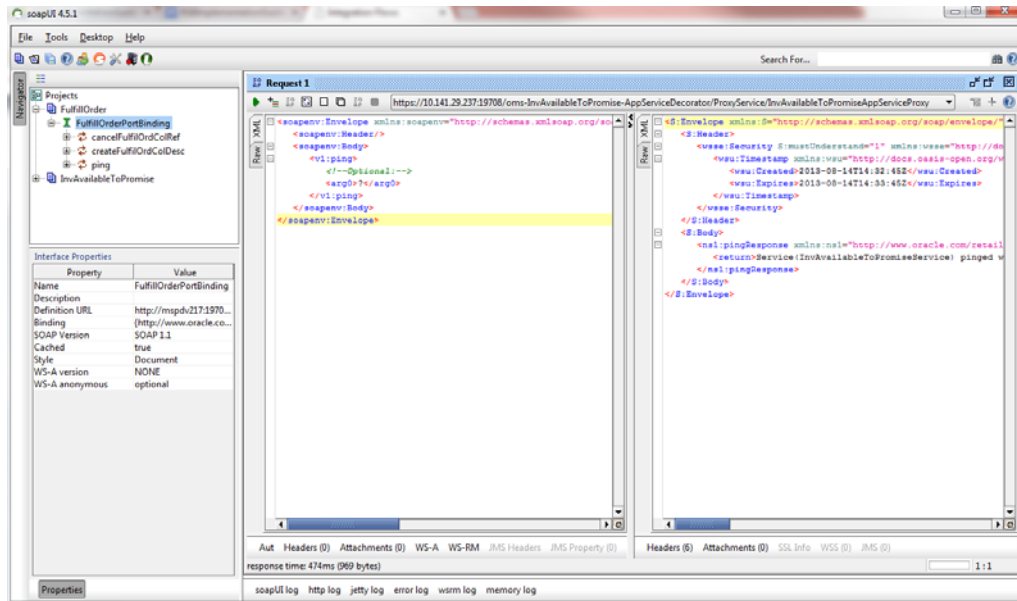 soapUI 4.5.1
File Tools Desktop Help
Search For...
Navigator
Projects
FulfillOrder
FulfillOrderPortBinding
cancelFulfilOrdColRef
createFulfilOrdColDesc
ping
InvAvailableToPromise
Interface Properties
Property Value
Name FulfillOrderPortBinding
Description
Definition URL http://mspdv217:1970...
Binding {http://www.oracle.co...
SOAP Version SOAP 1.1
Cached true
Style Document
WS-A version NONE
WS-A anonymous optional
Properties
Request 1
https://10.141.29.237:19708/oms-InvAvailableToPromise-AppServiceDecorator/ProxyService/InvAvailableToPromiseAppServiceProxy
XML
Raw
<soapenv:Envelope xmlns:soapenv="http://schemas.xmlsoap.org/so
<soapenv:Header/>
<soapenv:Body>
<v1:ping>
<!--Optional:-->
<arg0>?</arg0>
</v1:ping>
</soapenv:Body>
</soapenv:Envelope>
Aut Headers (0) Attachments (0) WS-A WS-RM JMS Headers JMS Property (0)
XML
Raw
<S:Envelope xmlns:S="http://schemas.xmlsoap.org/soap/envelope/"
<S:Header>
<wsse:Security S:mustUnderstand="1" xmlns:wsse="http://do
<wsu:Timestamp xmlns:wsu="http://docs.oasis-open.org/w
<wsu:Created>2013-08-14T14:32:45Z</wsu:Created>
<wsu:Expires>2013-08-14T14:33:45Z</wsu:Expires>
</wsu:Timestamp>
</wsse:Security>
</S:Header>
<S:Body>
<ns1:pingResponse xmlns:ns1="http://www.oracle.com/retail
<return>Service(InvAvailableToPromiseService) pinged w
</ns1:pingResponse>
</S:Body>
</S:Envelope>
Headers (6) Attachments (0) SSL Info WSS (0) JMS (0)
response time: 474ms (969 bytes)
1:1
soapUI log http log jetty log error log wsrm log memory log